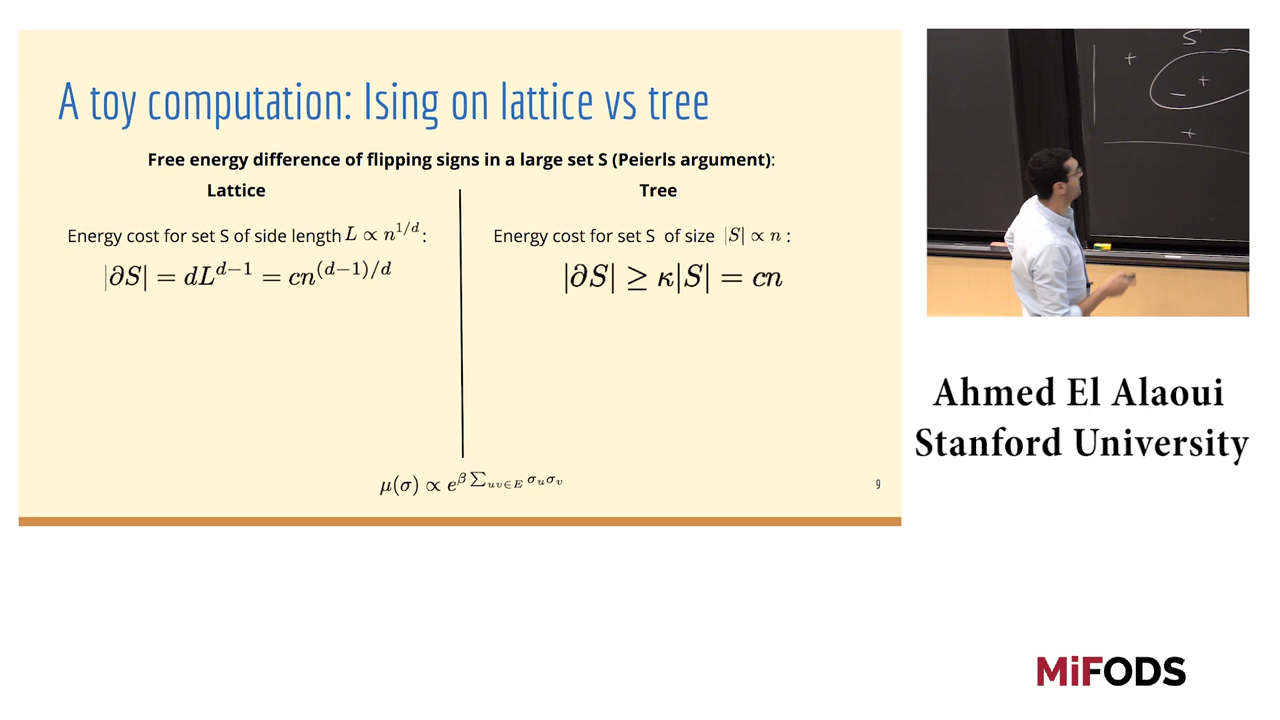 A toy computation: Ising on lattice vs tree
Free energy difference of flipping signs in a large set S (Peierls argument):
Lattice
Energy cost for set S of side length L ∝ n^{1/d} :
|∂S| = dL^{d−1} = cn^{(d−1)/d}
Tree
Energy cost for set S of size |S| ∝ n :
|∂S| ≥ κ|S| = cn
μ(σ) ∝ e^{β ∑_{uv∈E} σ_u σ_v}
9
S
+
+
−
+
Ahmed El Alaoui
Stanford University
MiFODS